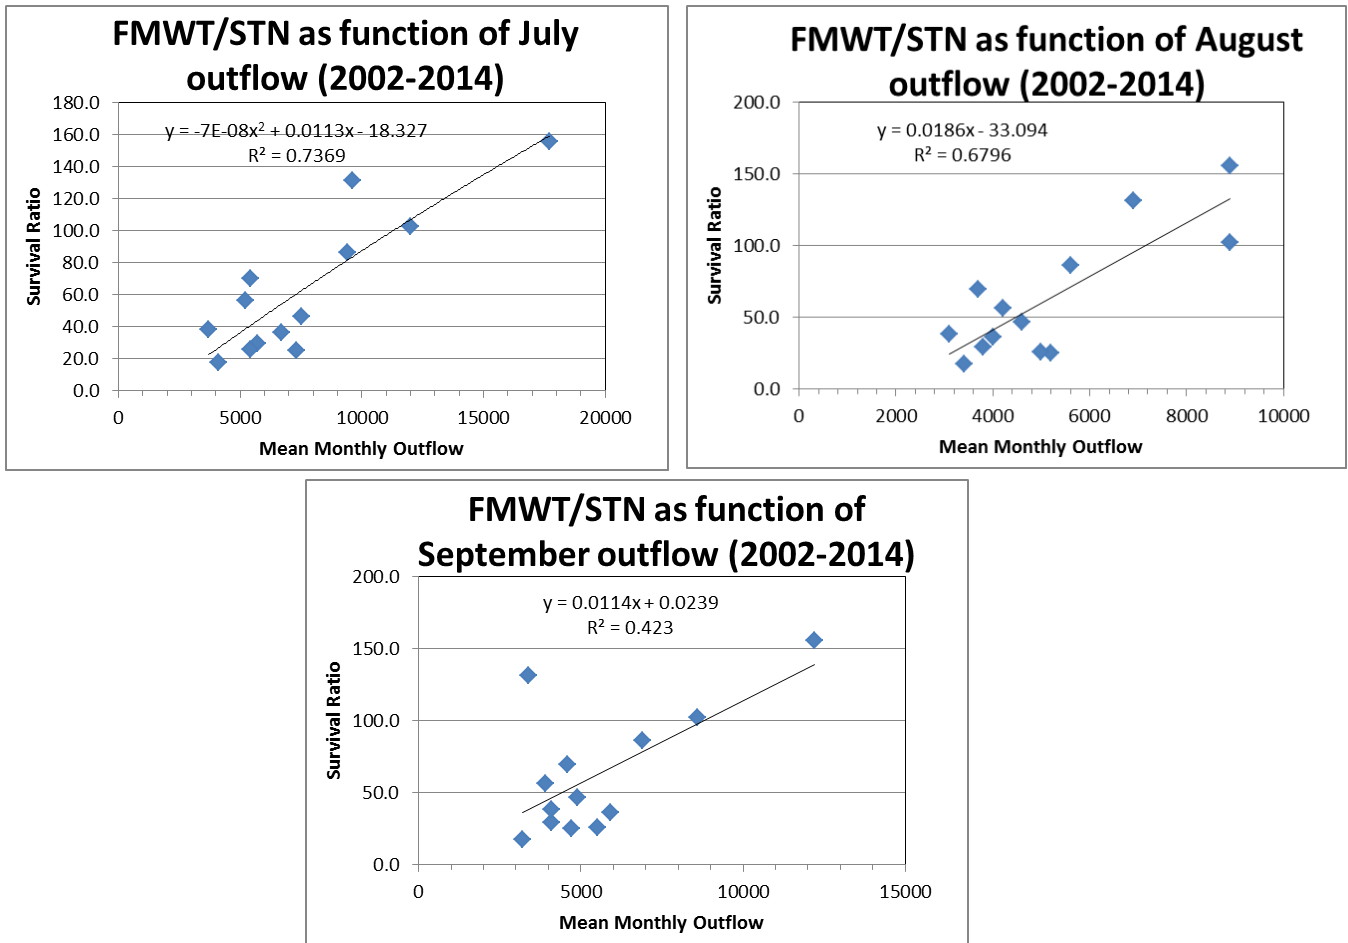 FMWT/STN as function of July
outflow (2002-2014)
180.0
160.0
140.0
120.0
100.0
80.0
60.0
40.0
20.0
0.0
y = -7E-08x² + 0.0113x - 18.327
R² = 0.7369
Survival Ratio
0 5000 10000 15000 20000
Mean Monthly Outflow
FMWT/STN as function of August
outflow (2002-2014)
200.0
150.0
100.0
50.0
0.0
y = 0.0186x - 33.094
R² = 0.6796
Survival Ratio
0 2000 4000 6000 8000 10000
Mean Monthly Outflow
FMWT/STN as function of
September outflow (2002-2014)
200.0
150.0
100.0
50.0
0.0
y = 0.0114x + 0.0239
R² = 0.423
Survival Ratio
0 5000 10000 15000
Mean Monthly Outflow